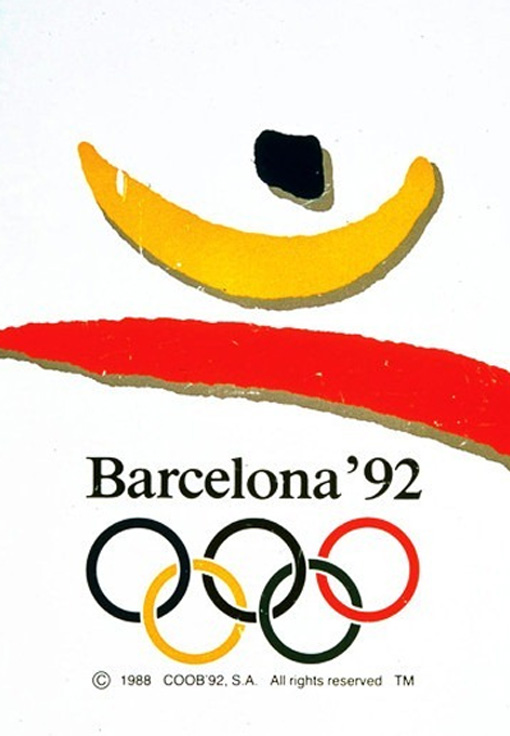 Barcelona ’92
© 1988 COOB'92, S.A. All rights reserved TM